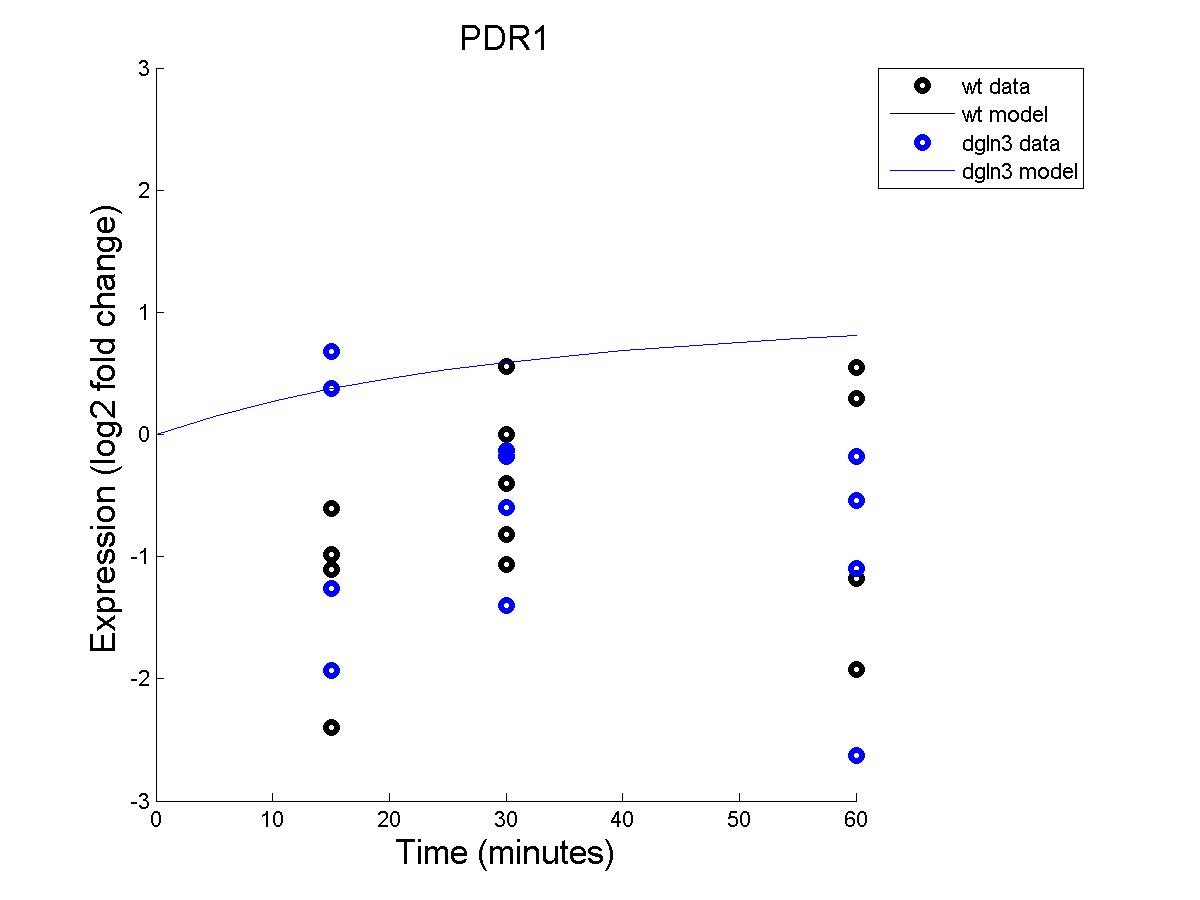 PDR1
3
2
1
0
-1
-2
-3
Expression (log2 fold change)
0 10 20 30 40 50 60
Time (minutes)
wt data
wt model
dgln3 data
dgln3 model